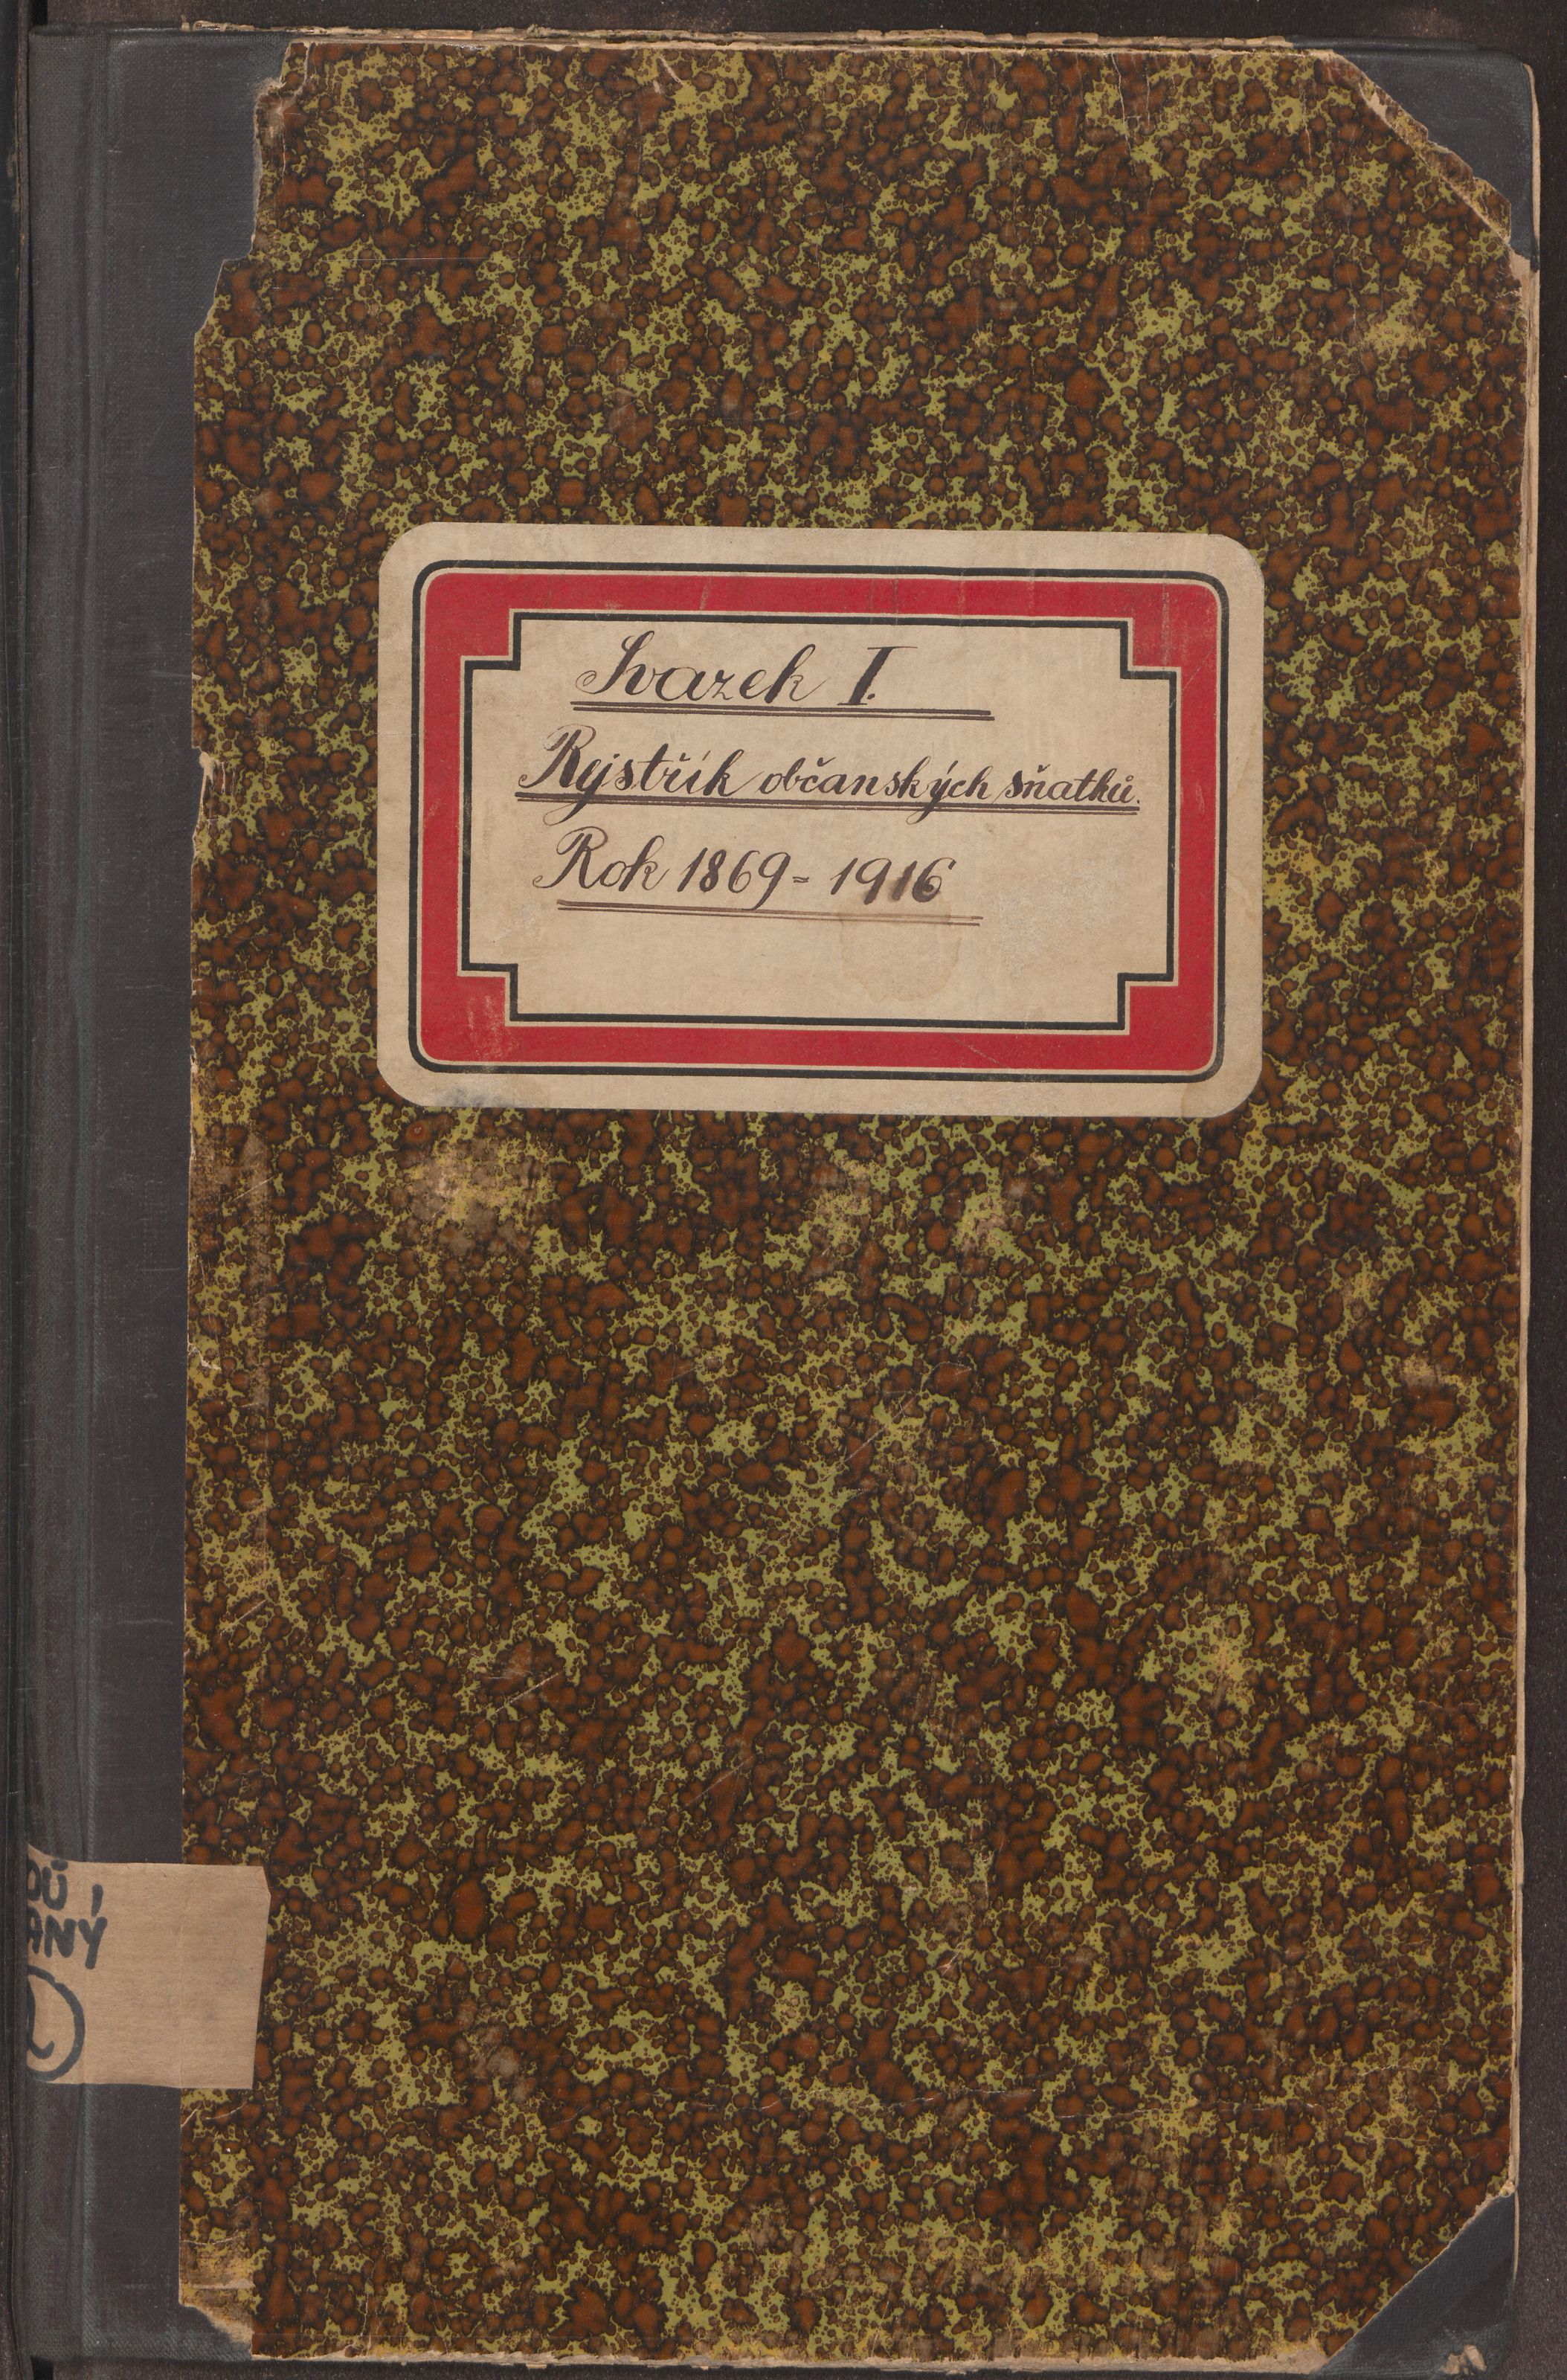 Svazek I.
Rejstřík občanských sňatků.
Rok 1869-1916